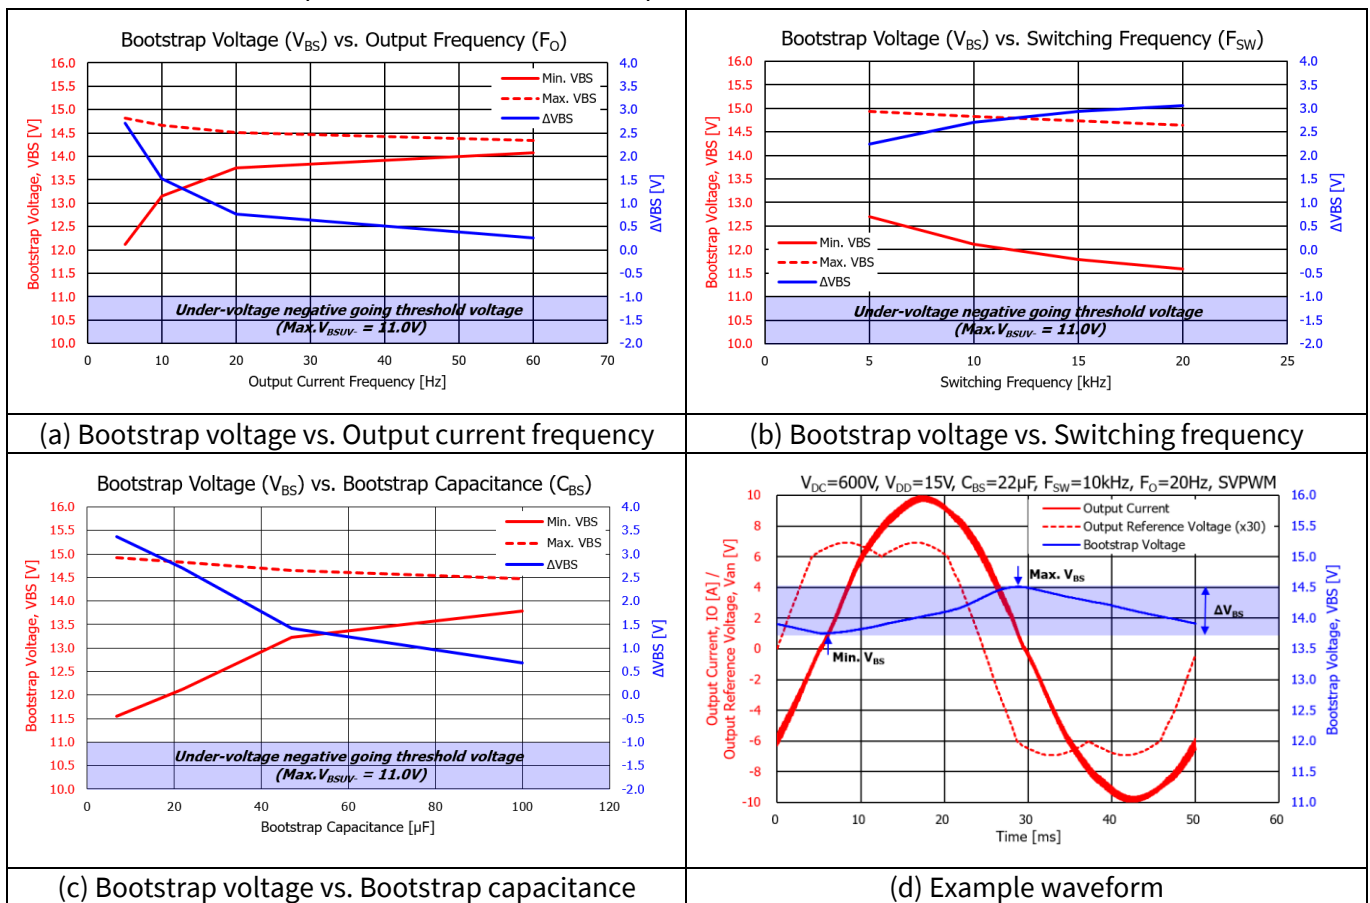 Bootstrap Voltage (VBS) vs. Output Frequency (FO)
16.0
15.5
15.0
14.5
14.0
13.5
13.0
12.5
12.0
11.5
11.0
10.5
10.0
Bootstrap Voltage, VBS [V]
4.0
3.5
3.0
2.5
2.0
1.5
1.0
0.5
0.0
-0.5
-1.0
-1.5
-2.0
ΔVBS [V]
Min. VBS
Max. VBS
ΔVBS
Under-voltage negative going threshold voltage
(Max.VBSUV- = 11.0V)
0 10 20 30 40 50 60 70
Output Current Frequency [Hz]
(a) Bootstrap voltage vs. Output current frequency
Bootstrap Voltage (VBS) vs. Switching Frequency (FSW)
16.0
15.5
15.0
14.5
14.0
13.5
13.0
12.5
12.0
11.5
11.0
10.5
10.0
Bootstrap Voltage, VBS [V]
4.0
3.5
3.0
2.5
2.0
1.5
1.0
0.5
0.0
-0.5
-1.0
-1.5
-2.0
ΔVBS [V]
Min. VBS
Max. VBS
ΔVBS
Under-voltage negative going threshold voltage
(Max.VBSUV- = 11.0V)
0 5 10 15 20 25
Switching Frequency [kHz]
(b) Bootstrap voltage vs. Switching frequency
Bootstrap Voltage (VBS) vs. Bootstrap Capacitance (CBS)
16.0
15.5
15.0
14.5
14.0
13.5
13.0
12.5
12.0
11.5
11.0
10.5
10.0
Bootstrap Voltage, VBS [V]
4.0
3.5
3.0
2.5
2.0
1.5
1.0
0.5
0.0
-0.5
-1.0
-1.5
-2.0
ΔVBS [V]
Min. VBS
Max. VBS
ΔVBS
Under-voltage negative going threshold voltage
(Max.VBSUV- = 11.0V)
0 20 40 60 80 100 120
Bootstrap Capacitance [µF]
(c) Bootstrap voltage vs. Bootstrap capacitance
VDC=600V, VDD=15V, CBS=22µF, FSW=10kHz, FO=20Hz, SVPWM
10
8
6
4
2
0
-2
-4
-6
-8
-10
Output Current, IO [A] /
Output Reference Voltage, Van [V]
16.0
15.5
15.0
14.5
14.0
13.5
13.0
12.5
12.0
11.5
11.0
Bootstrap Voltage, VBS [V]
Output Current
Output Reference Voltage (x30)
Bootstrap Voltage
Max. VBS
ΔVBS
Min. VBS
0 10 20 30 40 50 60
Time [ms]
(d) Example waveform